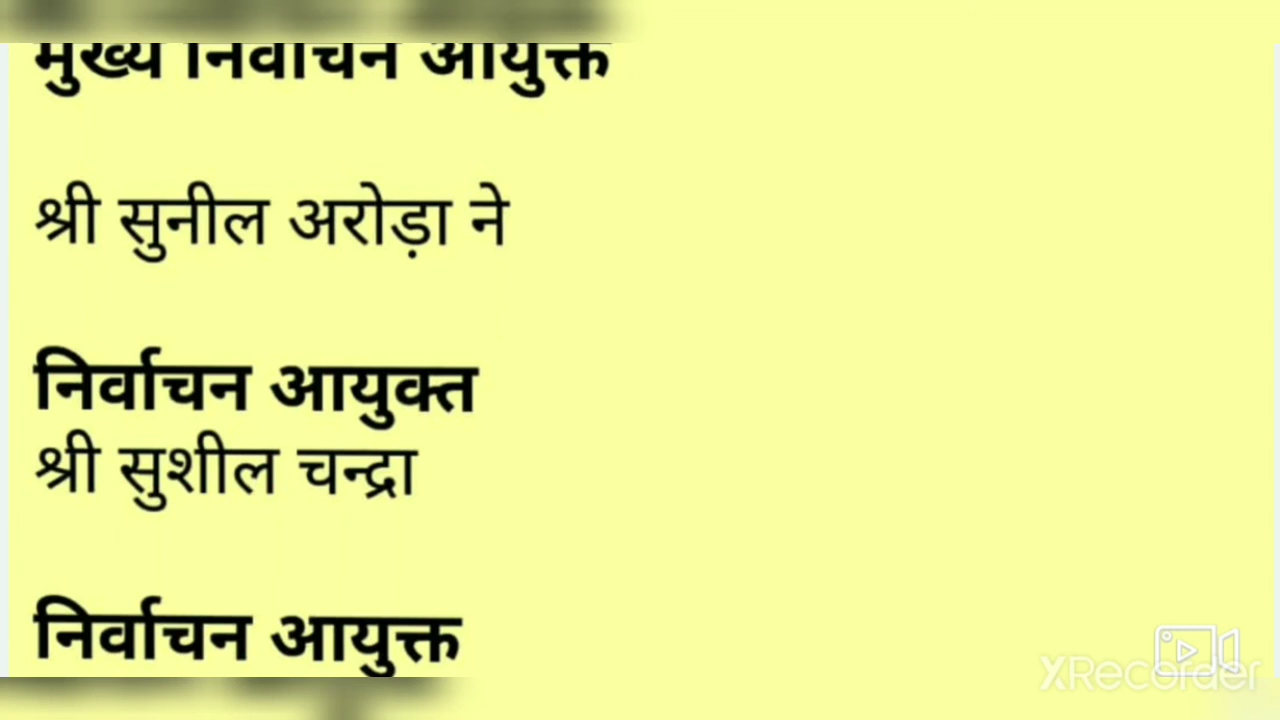 मुख्य निर्वाचन आयुक्त
श्री सुनील अरोड़ा ने
निर्वाचन आयुक्त
श्री सुशील चन्द्रा
निर्वाचन आयुक्त
XRecorder